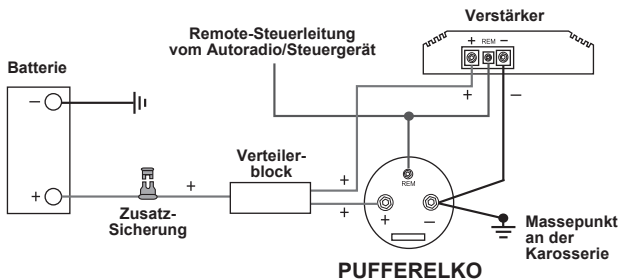 Verstärker
Remote-Steuerleitung
vom Autoradio/Steuergerät
+ REM −
Batterie
+ −
−
Verteiler-
block
+
REM
+ +
+
+ −
Zusatz-
Sicherung
Massepunkt
an der
Karosserie
PUFFERELKO